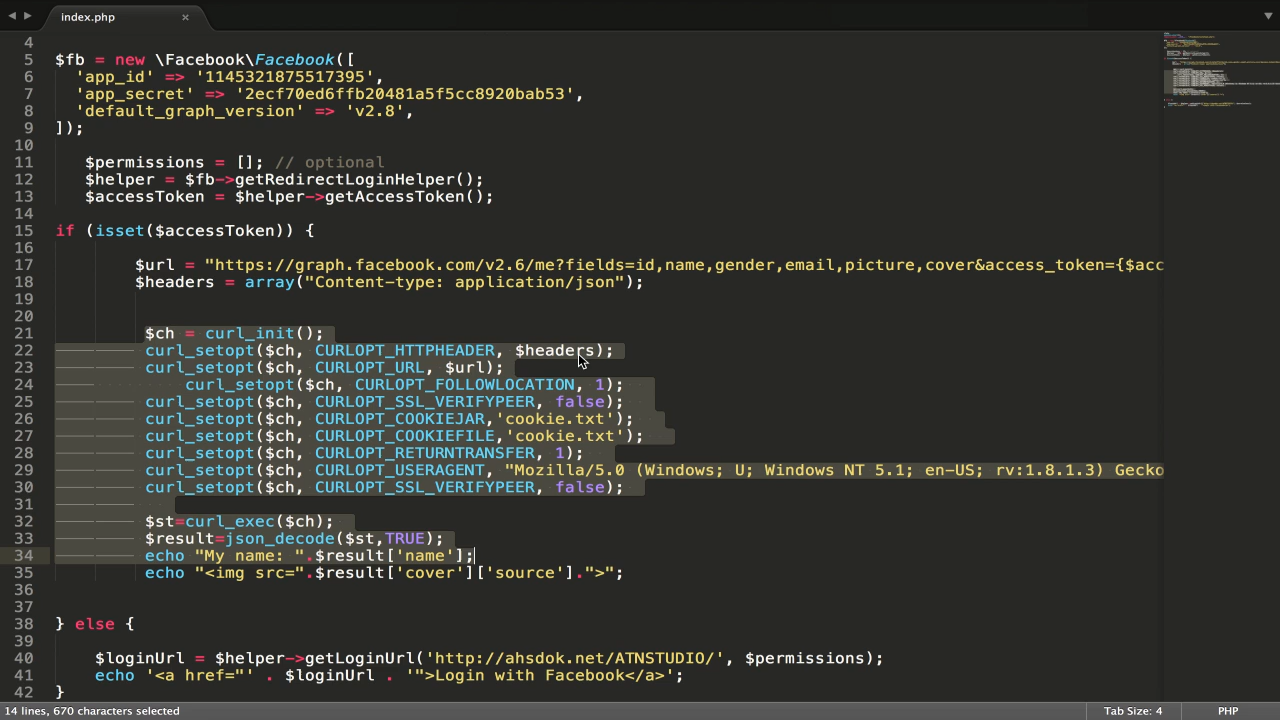 index.php ×
4
5 $fb = new \Facebook\Facebook([
6 'app_id' => '1145321875517395',
7 'app_secret' => '2ecf70ed6ffb20481a5f5cc8920bab53',
8 'default_graph_version' => 'v2.8',
9 ]);
10
11 $permissions = []; // optional
12 $helper = $fb->getRedirectLoginHelper();
13 $accessToken = $helper->getAccessToken();
14
15 if (isset($accessToken)) {
16
17 $url = "https://graph.facebook.com/v2.6/me?fields=id,name,gender,email,picture,cover&access_token={$acc
18 $headers = array("Content-type: application/json");
19
20
21 $ch = curl_init();
22 curl_setopt($ch, CURLOPT_HTTPHEADER, $headers);
23 curl_setopt($ch, CURLOPT_URL, $url);
24 curl_setopt($ch, CURLOPT_FOLLOWLOCATION, 1);
25 curl_setopt($ch, CURLOPT_SSL_VERIFYPEER, false);
26 curl_setopt($ch, CURLOPT_COOKIEJAR,'cookie.txt');
27 curl_setopt($ch, CURLOPT_COOKIEFILE,'cookie.txt');
28 curl_setopt($ch, CURLOPT_RETURNTRANSFER, 1);
29 curl_setopt($ch, CURLOPT_USERAGENT, "Mozilla/5.0 (Windows; U; Windows NT 5.1; en-US; rv:1.8.1.3) Gecko
30 curl_setopt($ch, CURLOPT_SSL_VERIFYPEER, false);
31
32 $st=curl_exec($ch);
33 $result=json_decode($st,TRUE);
34 echo "My name: ".$result['name'];
35 echo "<img src=".$result['cover']['source'].">";
36
37
38 } else {
39
40 $loginUrl = $helper->getLoginUrl('http://ahsdok.net/ATNSTUDIO/', $permissions);
41 echo '<a href="' . $loginUrl . '">Login with Facebook</a>';
42 }
14 lines, 670 characters selected Tab Size: 4 PHP